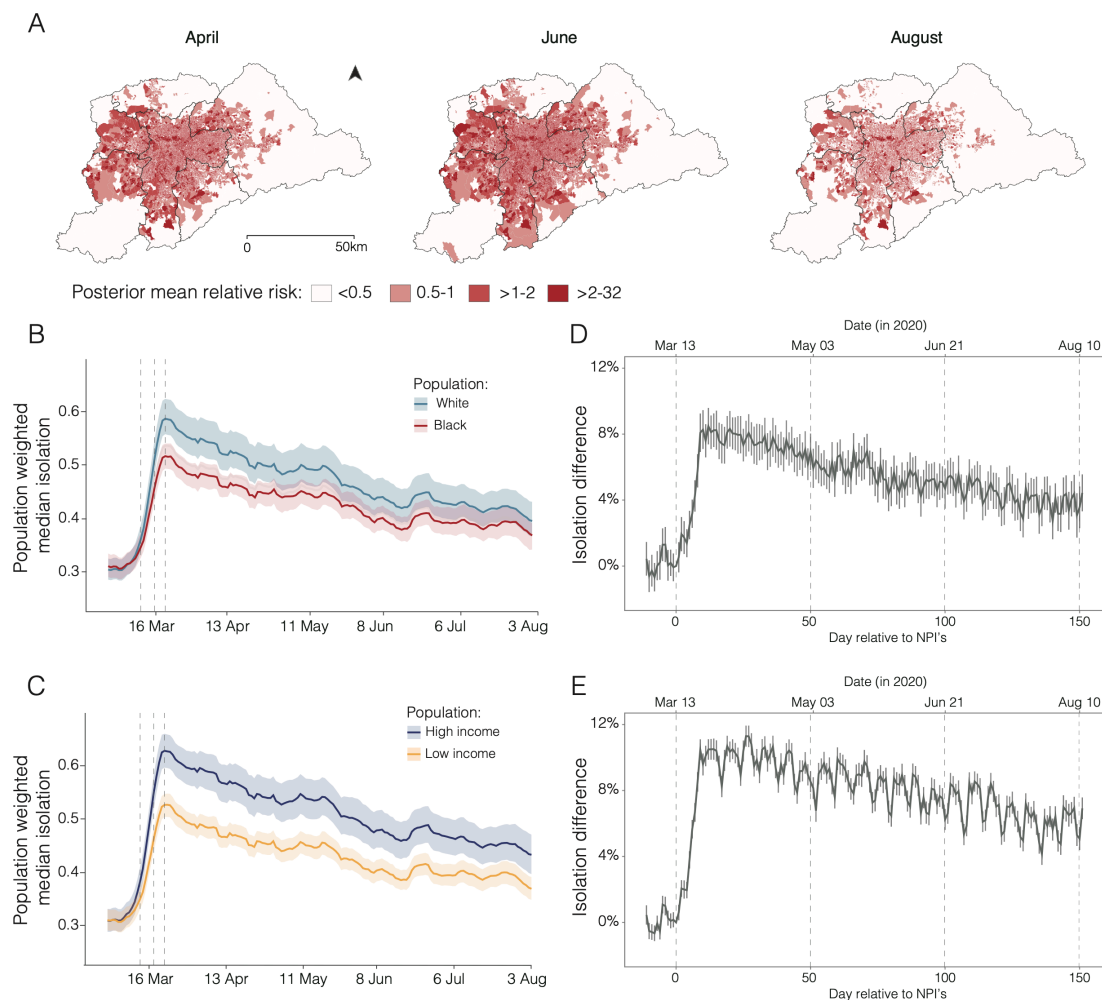 A
April
June
August
0
50km
Posterior mean relative risk: <0.5 0.5-1 >1-2 >2-32
B
Population weighted
median isolation
0.6
0.5
0.4
0.3
Population:
White
Black
16 Mar
13 Apr
11 May
8 Jun
6 Jul
3 Aug
D
Date (in 2020)
Mar 13
May 03
Jun 21
Aug 10
Isolation difference
12%
8%
4%
0%
0
50
100
150
Day relative to NPI's
C
Population weighted
median isolation
0.6
0.5
0.4
0.3
Population:
High income
Low income
16 Mar
13 Apr
11 May
8 Jun
6 Jul
3 Aug
E
Date (in 2020)
Mar 13
May 03
Jun 21
Aug 10
Isolation difference
12%
8%
4%
0%
0
50
100
150
Day relative to NPI's